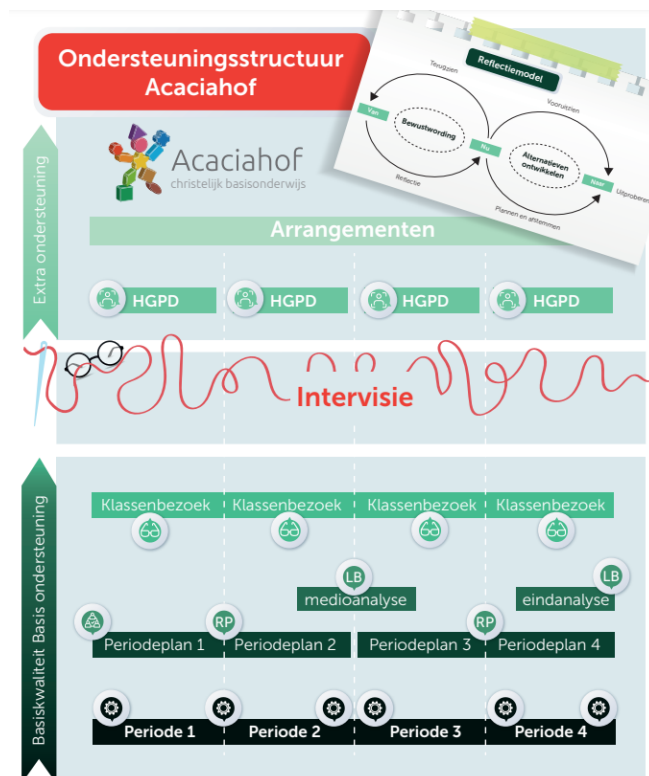 Ondersteuningsstructuur
Acaciahof
Reflectiemodel
Terugzien
Vooruitzien
Van
Bewustwording
Nu
Alternatieven
ontwikkelen
Naar
Uitproberen
Reflectie
Plannen en afstemmen
Acaciahof
christelijk basisonderwijs
Extra ondersteuning
Arrangementen
HGPD
HGPD
HGPD
HGPD
Intervisie
Basiskwaliteit Basis ondersteuning
Klassenbezoek
Klassenbezoek
Klassenbezoek
Klassenbezoek
LB
LB
medioanalyse
eindanalyse
RP
RP
Periodeplan 1
Periodeplan 2
Periodeplan 3
Periodeplan 4
Periode 1
Periode 2
Periode 3
Periode 4